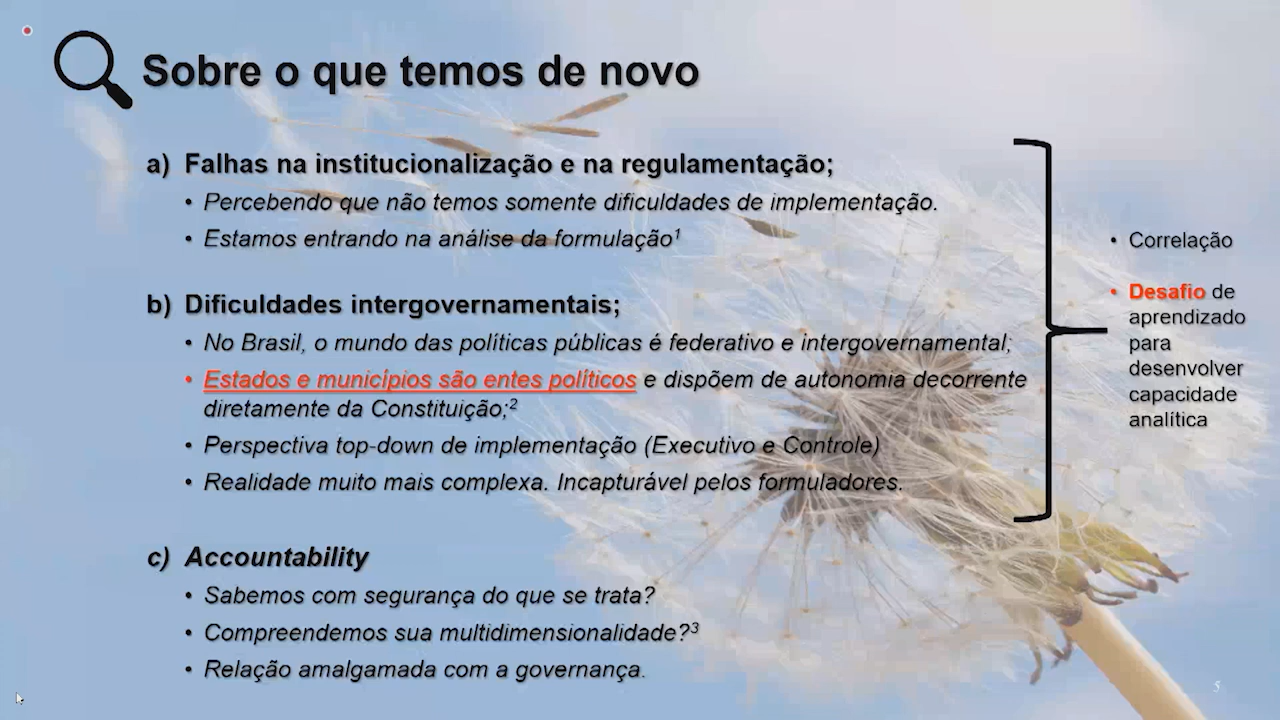 Sobre o que temos de novo
a) Falhas na institucionalização e na regulamentação;
• Percebendo que não temos somente dificuldades de implementação.
• Estamos entrando na análise da formulação¹
b) Dificuldades intergovernamentais;
• No Brasil, o mundo das políticas públicas é federativo e intergovernamental;
• Estados e municípios são entes políticos e dispõem de autonomia decorrente
diretamente da Constituição;²
• Perspectiva top-down de implementação (Executivo e Controle)
• Realidade muito mais complexa. Incapturável pelos formuladores.
c) Accountability
• Sabemos com segurança do que se trata?
• Compreendemos sua multidimensionalidade?³
• Relação amalgamada com a governança.
• Correlação
• Desafio de
aprendizado
para
desenvolver
capacidade
analítica
5